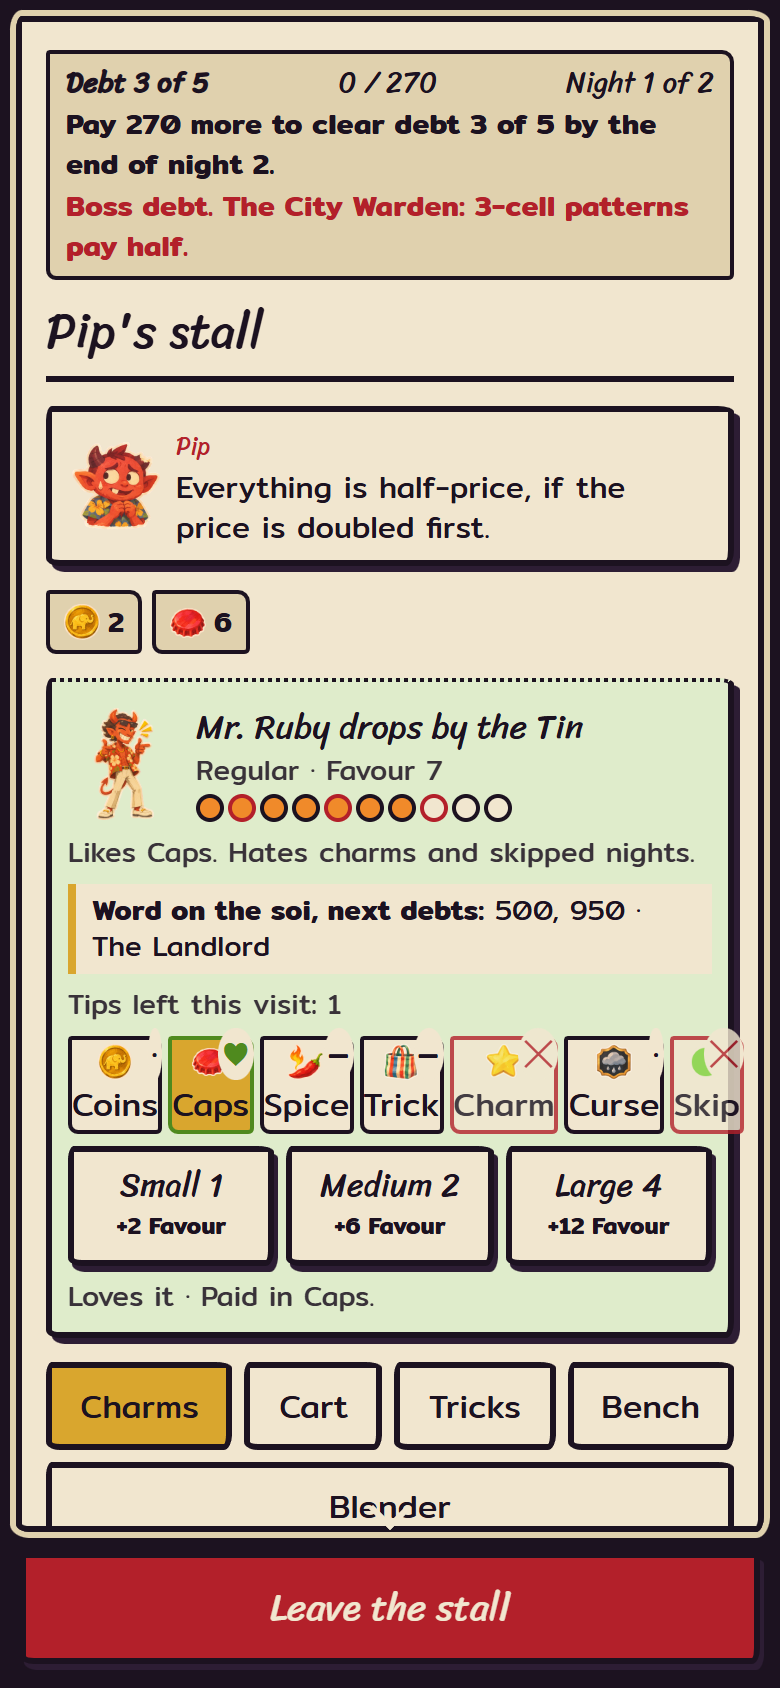 Debt 3 of 5 0 / 270 Night 1 of 2
Pay 270 more to clear debt 3 of 5 by the
end of night 2.
Boss debt. The City Warden: 3-cell patterns
pay half.
Pip's stall
Pip
Everything is half-price, if the
price is doubled first.
2 6
Mr. Ruby drops by the Tin
Regular · Favour 7
Likes Caps. Hates charms and skipped nights.
Word on the soi, next debts: 500, 950 ·
The Landlord
Tips left this visit: 1
Coins Caps Spice Trick Charm Curse Skip
Small 1 Medium 2 Large 4
+2 Favour +6 Favour +12 Favour
Loves it · Paid in Caps.
Charms Cart Tricks Bench
Blender
Leave the stall